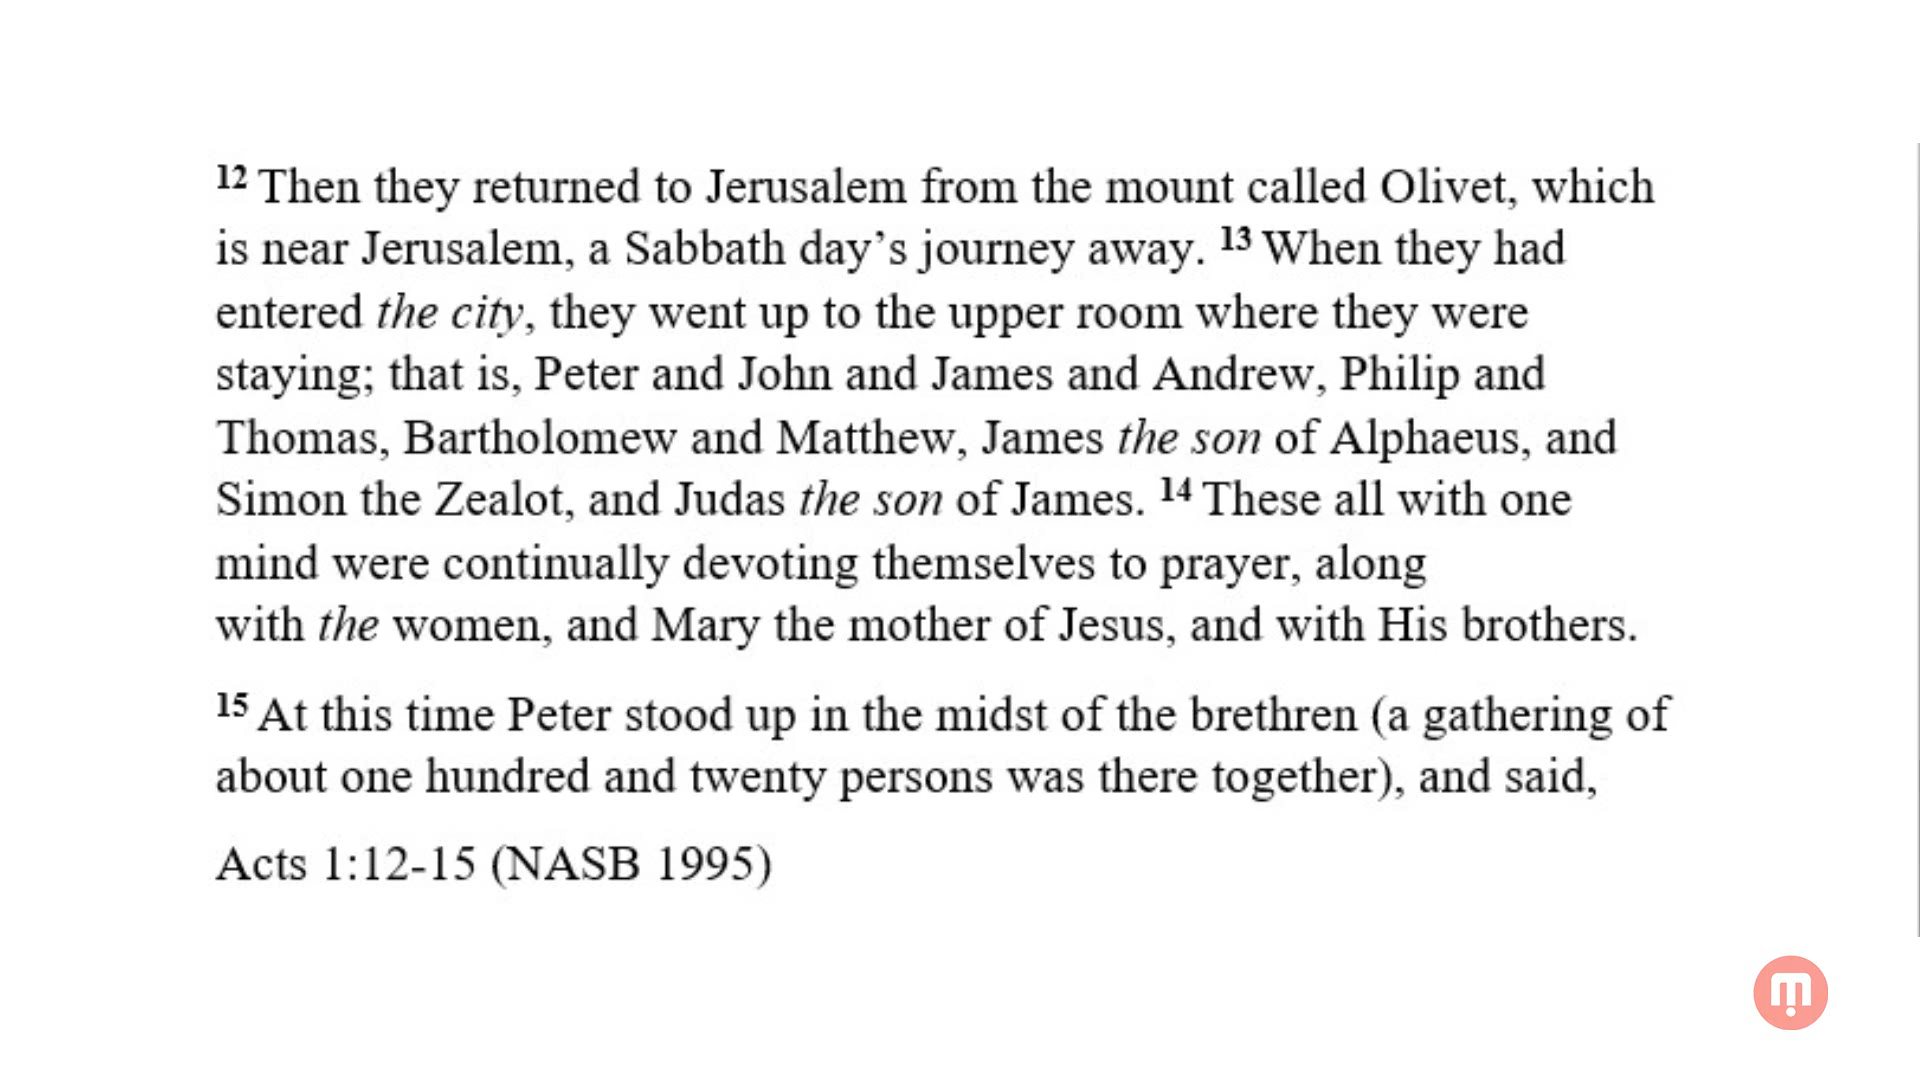 12 Then they returned to Jerusalem from the mount called Olivet, which
is near Jerusalem, a Sabbath day’s journey away. 13 When they had
entered the city, they went up to the upper room where they were
staying; that is, Peter and John and James and Andrew, Philip and
Thomas, Bartholomew and Matthew, James the son of Alphaeus, and
Simon the Zealot, and Judas the son of James. 14 These all with one
mind were continually devoting themselves to prayer, along
with the women, and Mary the mother of Jesus, and with His brothers.
15 At this time Peter stood up in the midst of the brethren (a gathering of
about one hundred and twenty persons was there together), and said,
Acts 1:12-15 (NASB 1995)